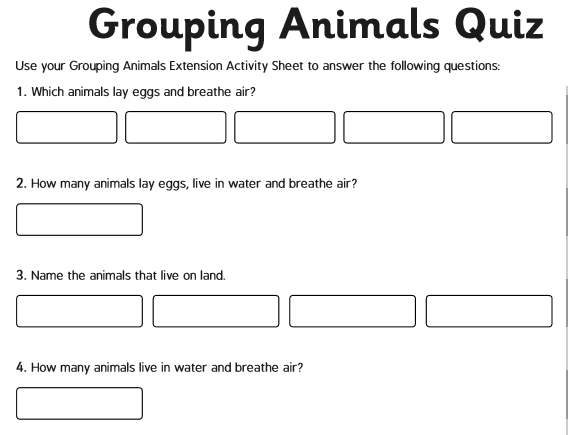 Grouping Animals Quiz
Use your Grouping Animals Extension Activity Sheet to answer the following questions:
1. Which animals lay eggs and breathe air?
2. How many animals lay eggs, live in water and breathe air?
3. Name the animals that live on land.
4. How many animals live in water and breathe air?